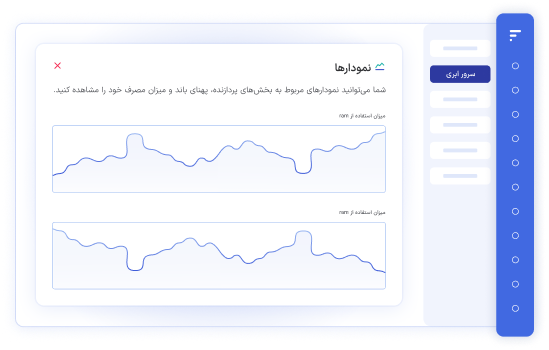 نمودارها
شما می‌توانید نمودارهای مربوط به بخش‌های پردازنده، پهنای باند و میزان مصرف خود را مشاهده کنید.
سرور ابری
میزان استفاده از ram
میزان استفاده از ram